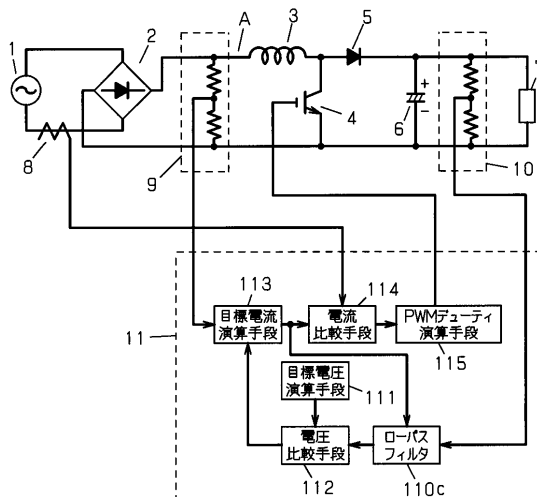 1
2
A
3
5
4
+
6
-
8
9
10
113
目標電流
演算手段
114
電流
比較手段
PWMデューティ
演算手段
115
11
目標電圧
演算手段
111
電圧
比較手段
112
ローパス
フィルタ
110c